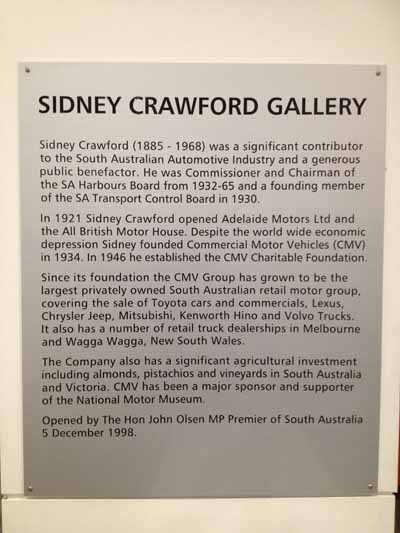 SIDNEY CRAWFORD GALLERY
Sidney Crawford (1885 - 1968) was a significant contributor
to the South Australian Automotive Industry and a generous
public benefactor. He was Commissioner and Chairman of
the SA Harbours Board from 1932-65 and a founding member
of the SA Transport Control Board in 1930.
In 1921 Sidney Crawford opened Adelaide Motors Ltd and
the All British Motor House. Despite the world wide economic
depression Sidney founded Commercial Motor Vehicles (CMV)
in 1934. In 1946 he established the CMV Charitable Foundation.
Since its foundation the CMV Group has grown to be the
largest privately owned South Australian retail motor group,
covering the sale of Toyota cars and commercials, Lexus,
Chrysler Jeep, Mitsubishi, Kenworth Hino and Volvo Trucks.
It also has a number of retail truck dealerships in Melbourne
and Wagga Wagga, New South Wales.
The Company also has a significant agricultural investment
including almonds, pistachios and vineyards in South Australia
and Victoria. CMV has been a major sponsor and supporter
of the National Motor Museum.
Opened by The Hon John Olsen MP Premier of South Australia
5 December 1998.